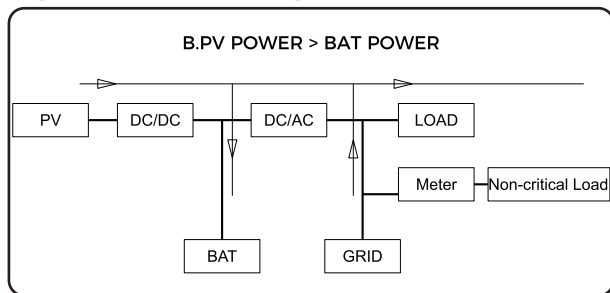 B.PV POWER > BAT POWER
PV
DC/DC
DC/AC
LOAD
Meter
Non-critical Load
BAT
GRID